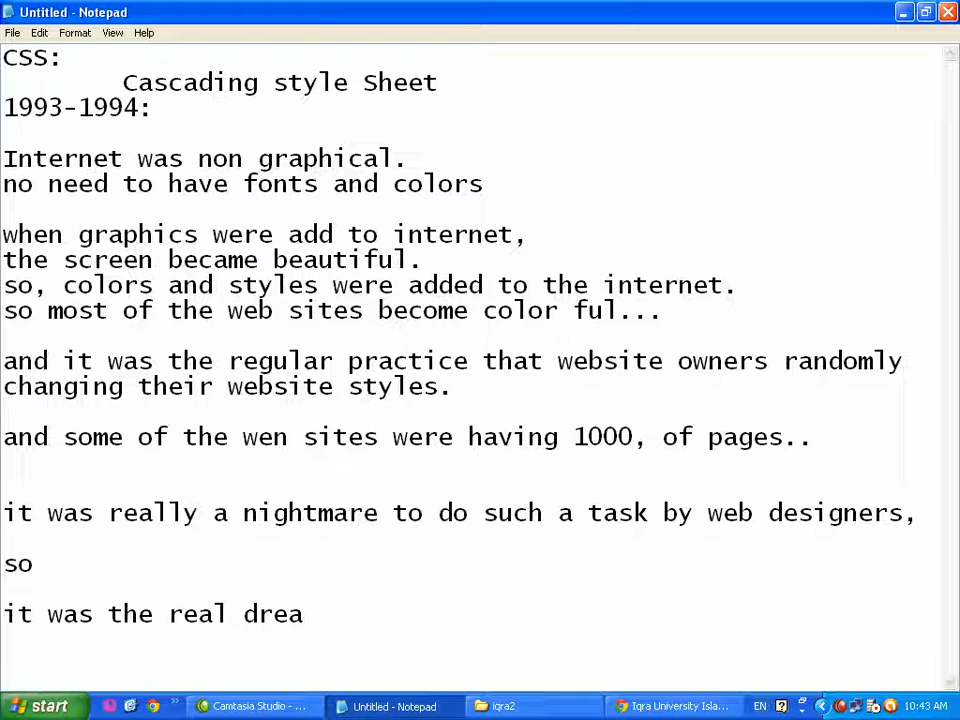 Untitled - Notepad
File Edit Format View Help
CSS:
Cascading style Sheet
1993-1994:
Internet was non graphical.
no need to have fonts and colors
when graphics were add to internet,
the screen became beautiful.
so, colors and styles were added to the internet.
so most of the web sites become color ful...
and it was the regular practice that website owners randomly
changing their website styles.
and some of the wen sites were having 1000, of pages..
it was really a nightmare to do such a task by web designers,
so
it was the real drea
start Camtasia Studio - ... Untitled - Notepad iqra2 Iqra University Isla... EN 10:43 AM